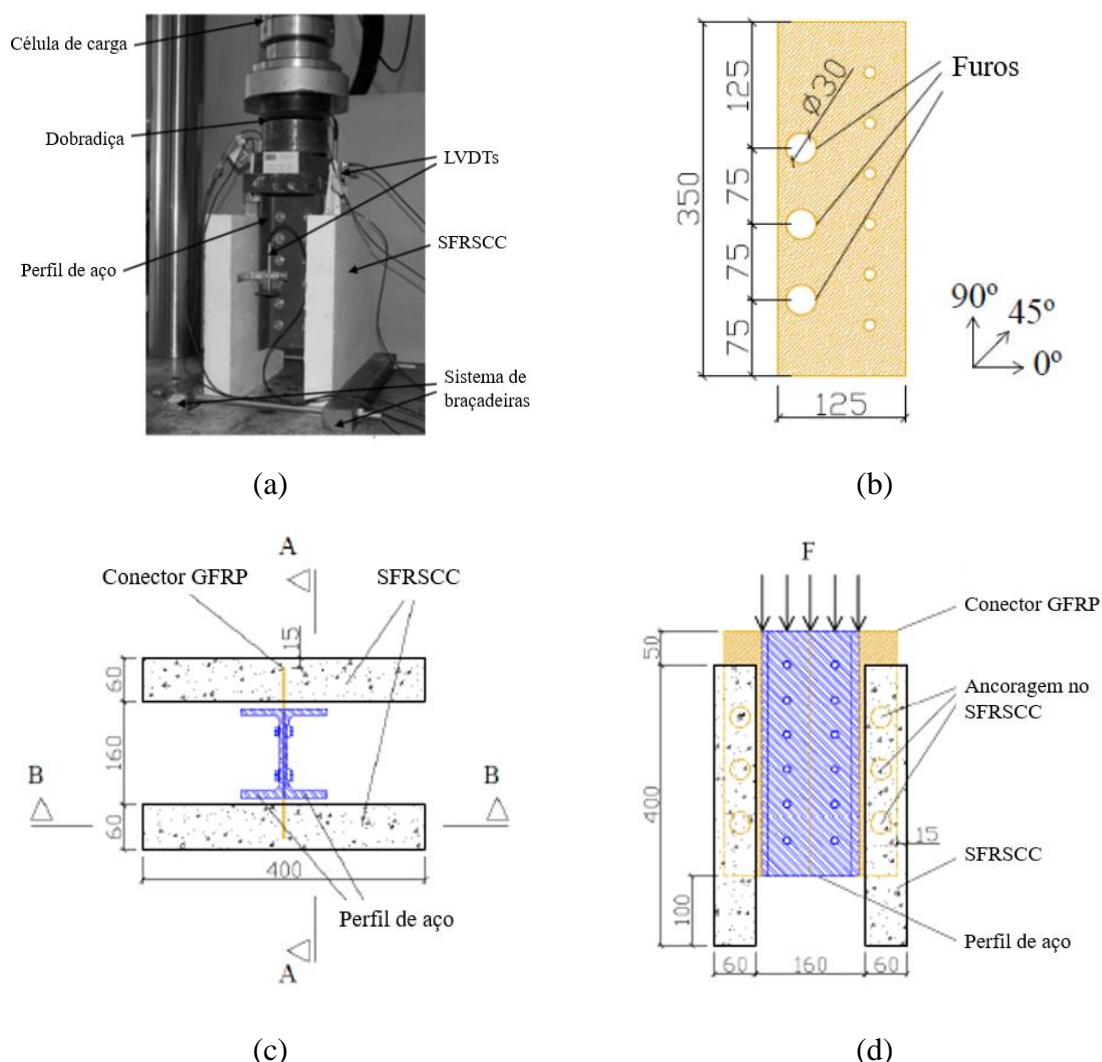 Célula de carga
Dobradiça
LVDTs
SFRSCC
Perfil de aço
Sistema de
braçadeiras
(a)
125
75
75
75
350
125
Ø30
Furos
90º
45º
0º
(b)
A
Conector GFRP
SFRSCC
15
60
160
60
B
B
400
Perfil de aço
A
(c)
F
Conector GFRP
50
Ancoragem no
SFRSCC
400
15
SFRSCC
100
Perfil de aço
60
160
60
(d)